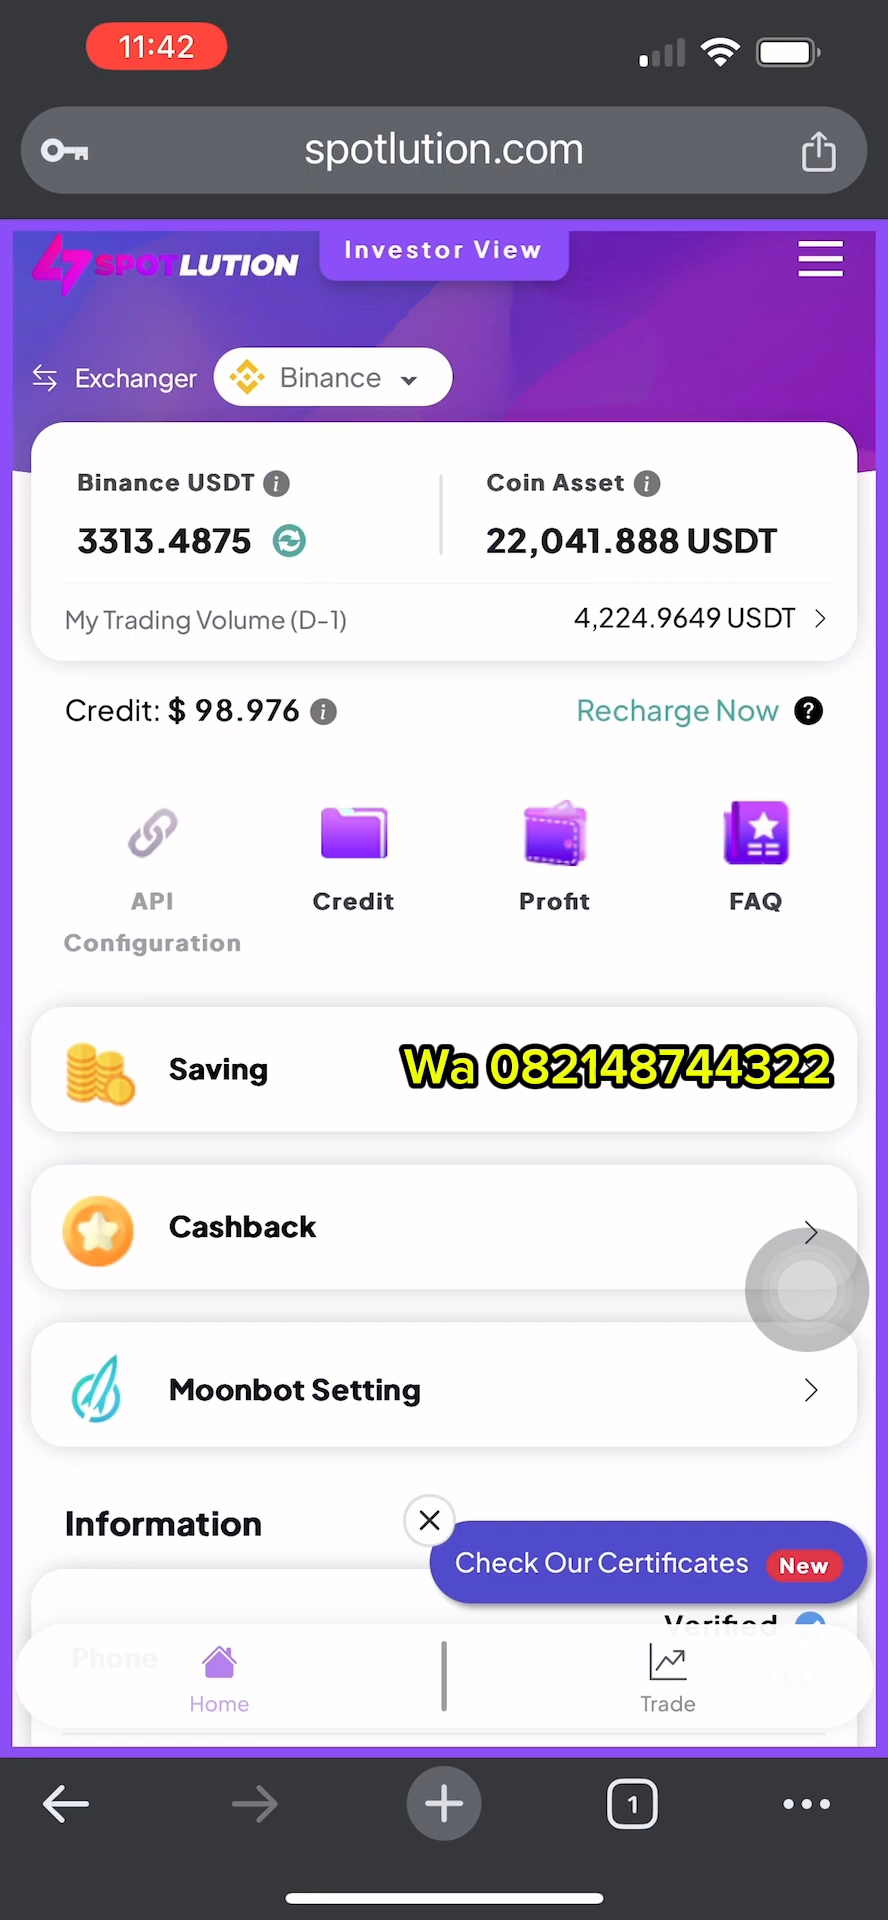 11:42
spotlution.com
SPOTLUTION
Investor View
Exchanger
Binance
Binance USDT
Coin Asset
3313.4875
22,041.888 USDT
My Trading Volume (D-1)
4,224.9649 USDT
Credit: $ 98.976
Recharge Now ?
API
Configuration
Credit
Profit
FAQ
Saving
Wa 082148744322
Cashback
Moonbot Setting
Information
Check Our Certificates New
Verified
Phone
Home
Trade
1